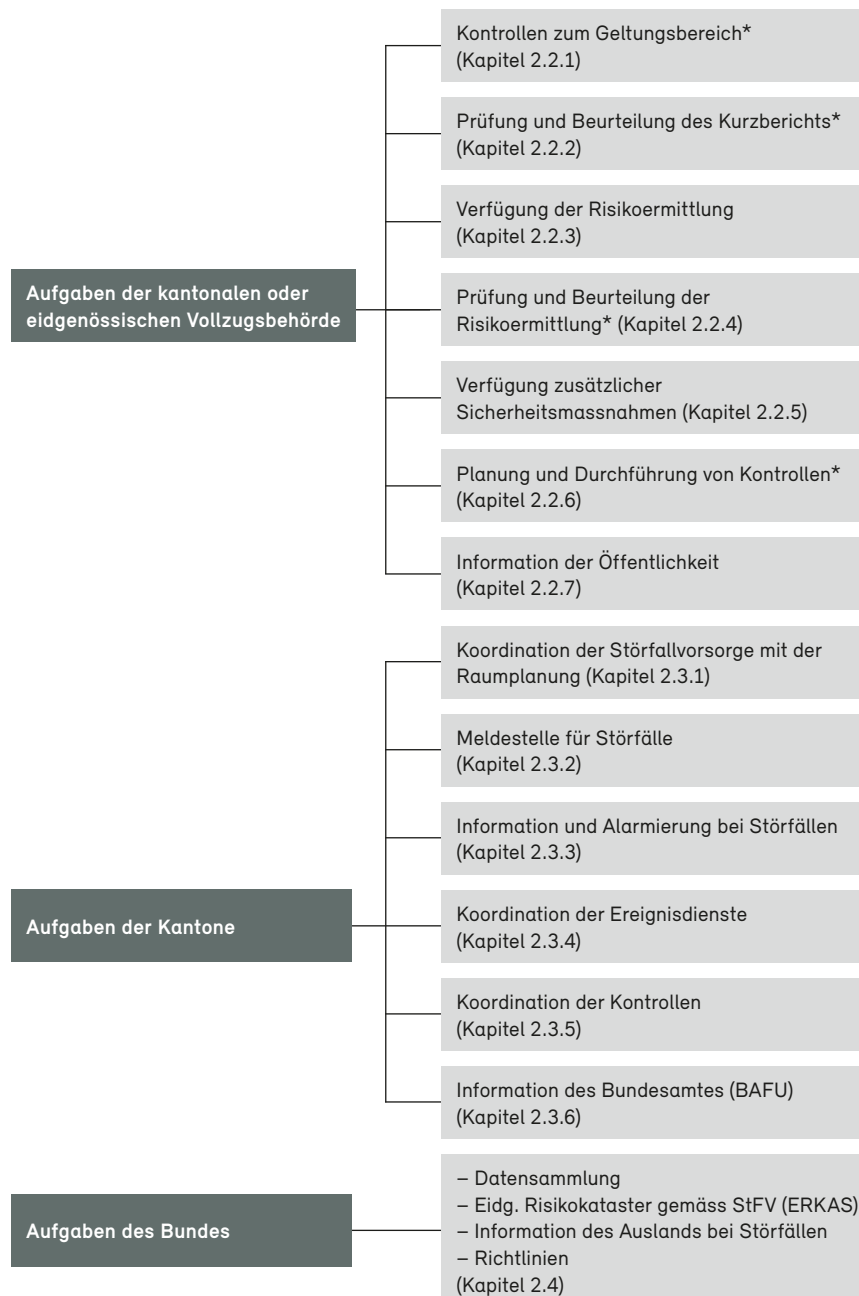 Aufgaben der kantonalen oder
eidgenössischen Vollzugsbehörde
Kontrollen zum Geltungsbereich*
(Kapitel 2.2.1)
Prüfung und Beurteilung des Kurzberichts*
(Kapitel 2.2.2)
Verfügung der Risikoermittlung
(Kapitel 2.2.3)
Prüfung und Beurteilung der
Risikoermittlung* (Kapitel 2.2.4)
Verfügung zusätzlicher
Sicherheitsmassnahmen (Kapitel 2.2.5)
Planung und Durchführung von Kontrollen*
(Kapitel 2.2.6)
Information der Öffentlichkeit
(Kapitel 2.2.7)
Aufgaben der Kantone
Koordination der Störfallvorsorge mit der
Raumplanung (Kapitel 2.3.1)
Meldestelle für Störfälle
(Kapitel 2.3.2)
Information und Alarmierung bei Störfällen
(Kapitel 2.3.3)
Koordination der Ereignisdienste
(Kapitel 2.3.4)
Koordination der Kontrollen
(Kapitel 2.3.5)
Information des Bundesamtes (BAFU)
(Kapitel 2.3.6)
Aufgaben des Bundes
– Datensammlung
– Eidg. Risikokataster gemäss StFV (ERKAS)
– Information des Auslands bei Störfällen
– Richtlinien
(Kapitel 2.4)